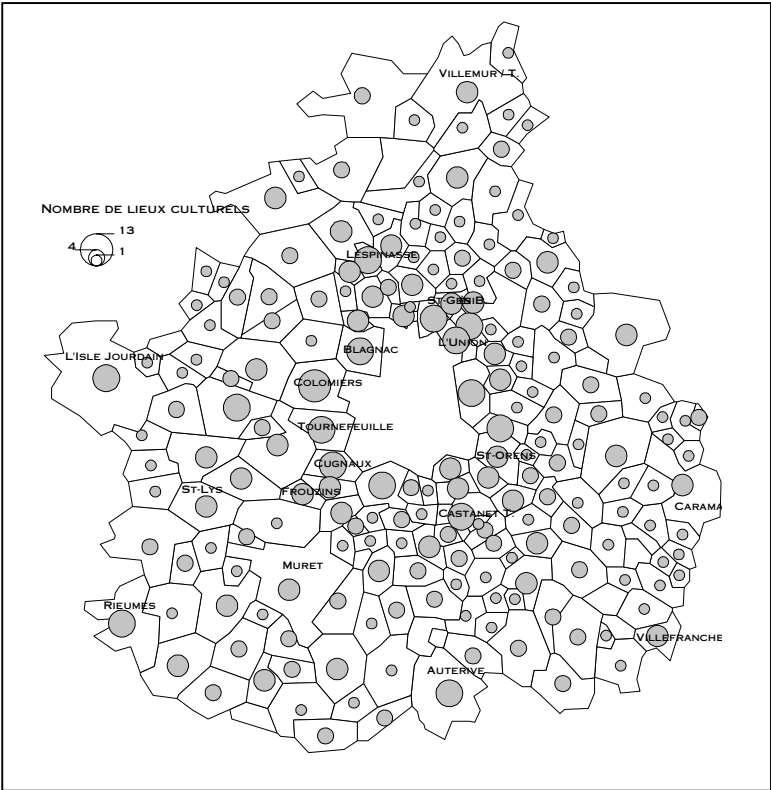 VILLEMUR / T.
NOMBRE DE LIEUX CULTURELS
13
4
1
LESPINASSE
ST-GENIE
L'UNION
BLAGNAC
L'ISLE JOURDAIN
COLOMIERS
TOURNEFEUILLE
ST-ORENS
CUGNAUX
ST-LYS
FROUZINS
CARAMA
CASTANET T.
MURET
RIEUMES
VILLEFRANCHE
AUTERIVE